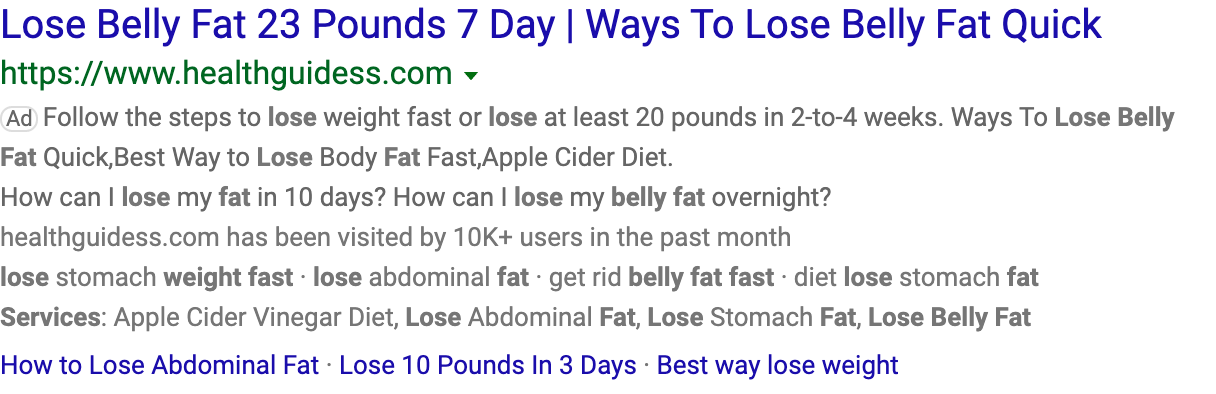 Lose Belly Fat 23 Pounds 7 Day | Ways To Lose Belly Fat Quick
https://www.healthguidess.com
Ad Follow the steps to lose weight fast or lose at least 20 pounds in 2-to-4 weeks. Ways To Lose Belly
Fat Quick,Best Way to Lose Body Fat Fast,Apple Cider Diet.
How can I lose my fat in 10 days? How can I lose my belly fat overnight?
healthguidess.com has been visited by 10K+ users in the past month
lose stomach weight fast · lose abdominal fat · get rid belly fat fast · diet lose stomach fat
Services: Apple Cider Vinegar Diet, Lose Abdominal Fat, Lose Stomach Fat, Lose Belly Fat
How to Lose Abdominal Fat · Lose 10 Pounds In 3 Days · Best way lose weight